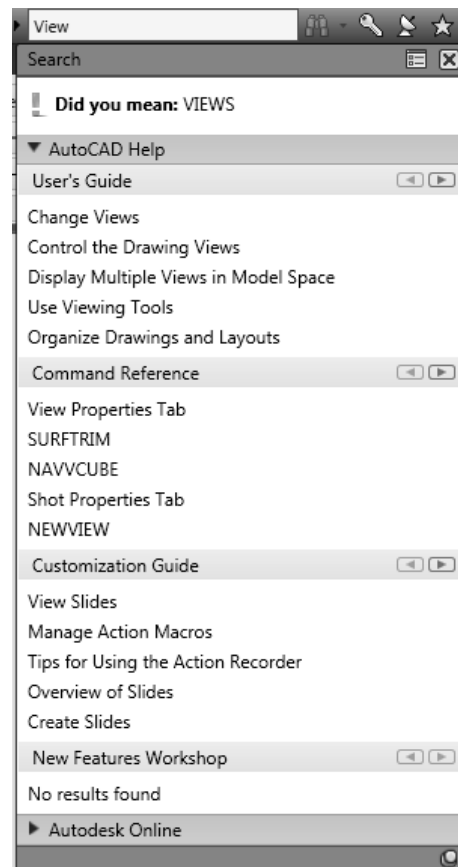 View
Search
Did you mean: VIEWS
AutoCAD Help
User's Guide
Change Views
Control the Drawing Views
Display Multiple Views in Model Space
Use Viewing Tools
Organize Drawings and Layouts
Command Reference
View Properties Tab
SURFTRIM
NAVVCUBE
Shot Properties Tab
NEWVIEW
Customization Guide
View Slides
Manage Action Macros
Tips for Using the Action Recorder
Overview of Slides
Create Slides
New Features Workshop
No results found
Autodesk Online